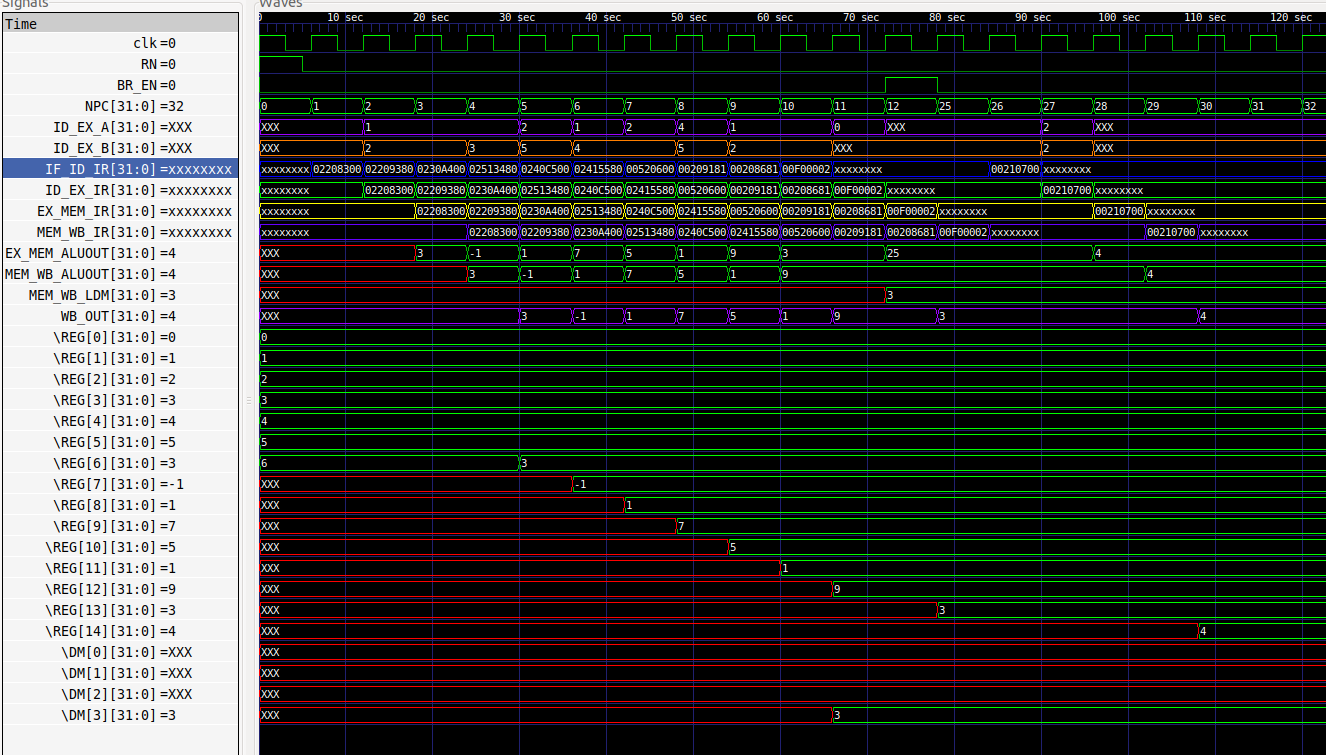 Signals Waves
Time 0 10 sec 20 sec 30 sec 40 sec 50 sec 60 sec 70 sec 80 sec 90 sec 100 sec 110 sec 120 sec
clk=0
RN=0
BR_EN=0
NPC[31:0]=32 0 1 2 3 4 5 6 7 8 9 10 11 12 25 26 27 28 29 30 31 32
ID_EX_A[31:0]=XXX XXX 1 2 1 2 4 1 0 XXX 2 XXX
ID_EX_B[31:0]=XXX XXX 2 3 5 4 5 2 XXX 2 XXX
IF_ID_IR[31:0]=xxxxxxxx xxxxxxxx 02208300 02209380 0230A400 02513480 0240C500 02415580 00520600 00209181 00208681 00F00002 xxxxxxxx 00210700 xxxxxxxx
ID_EX_IR[31:0]=xxxxxxxx xxxxxxxx 02208300 02209380 0230A400 02513480 0240C500 02415580 00520600 00209181 00208681 00F00002 xxxxxxxx 00210700 xxxxxxxx
EX_MEM_IR[31:0]=xxxxxxxx xxxxxxxx 02208300 02209380 0230A400 02513480 0240C500 02415580 00520600 00209181 00208681 00F00002 xxxxxxxx 00210700 xxxxxxxx
MEM_WB_IR[31:0]=xxxxxxxx xxxxxxxx 02208300 02209380 0230A400 02513480 0240C500 02415580 00520600 00209181 00208681 00F00002 xxxxxxxx 00210700 xxxxxxxx
EX_MEM_ALUOUT[31:0]=4 XXX 3 -1 1 7 5 1 9 3 25 4
MEM_WB_ALUOUT[31:0]=4 XXX 3 -1 1 7 5 1 9 4
MEM_WB_LDM[31:0]=3 XXX 3
WB_OUT[31:0]=4 XXX 3 -1 1 7 5 1 9 3 4
\REG[0][31:0]=0 0
\REG[1][31:0]=1 1
\REG[2][31:0]=2 2
\REG[3][31:0]=3 3
\REG[4][31:0]=4 4
\REG[5][31:0]=5 5
\REG[6][31:0]=3 6 3
\REG[7][31:0]=-1 XXX -1
\REG[8][31:0]=1 XXX 1
\REG[9][31:0]=7 XXX 7
\REG[10][31:0]=5 XXX 5
\REG[11][31:0]=1 XXX 1
\REG[12][31:0]=9 XXX 9
\REG[13][31:0]=3 XXX 3
\REG[14][31:0]=4 XXX 4
\DM[0][31:0]=XXX XXX
\DM[1][31:0]=XXX XXX
\DM[2][31:0]=XXX XXX
\DM[3][31:0]=3 XXX 3